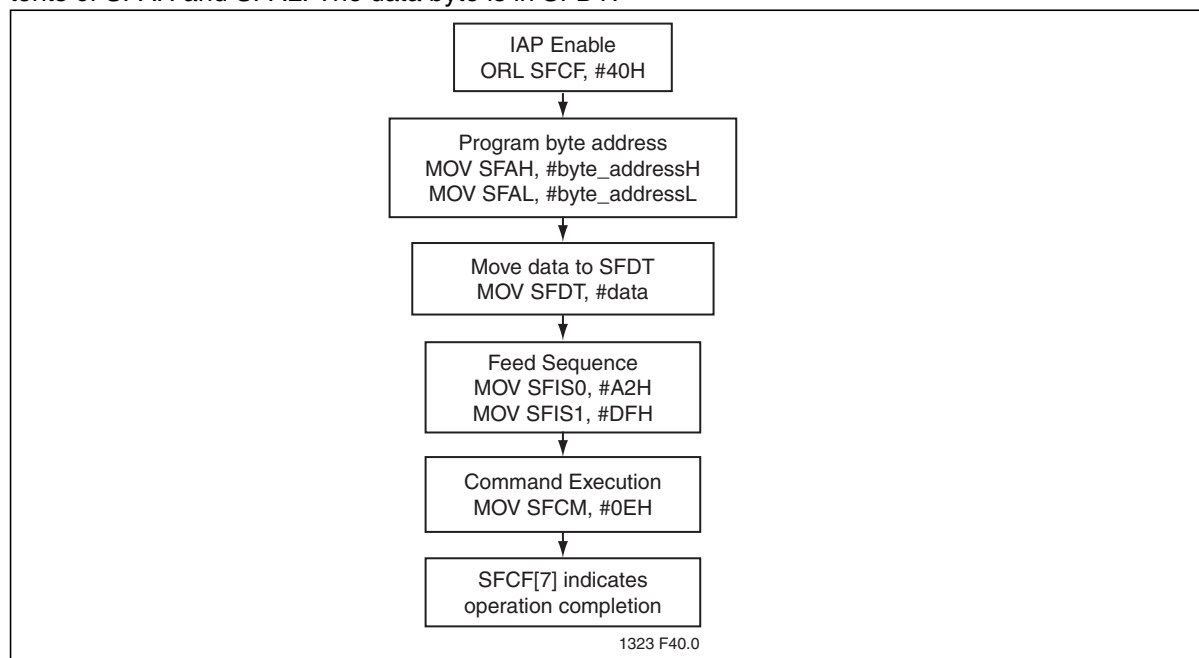 IAP Enable
ORL SFCF, #40H
Program byte address
MOV SFAH, #byte_addressH
MOV SFAL, #byte_addressL
Move data to SFDT
MOV SFDT, #data
Feed Sequence
MOV SFIS0, #A2H
MOV SFIS1, #DFH
Command Execution
MOV SFCM, #0EH
SFCF[7] indicates
operation completion
1323 F40.0